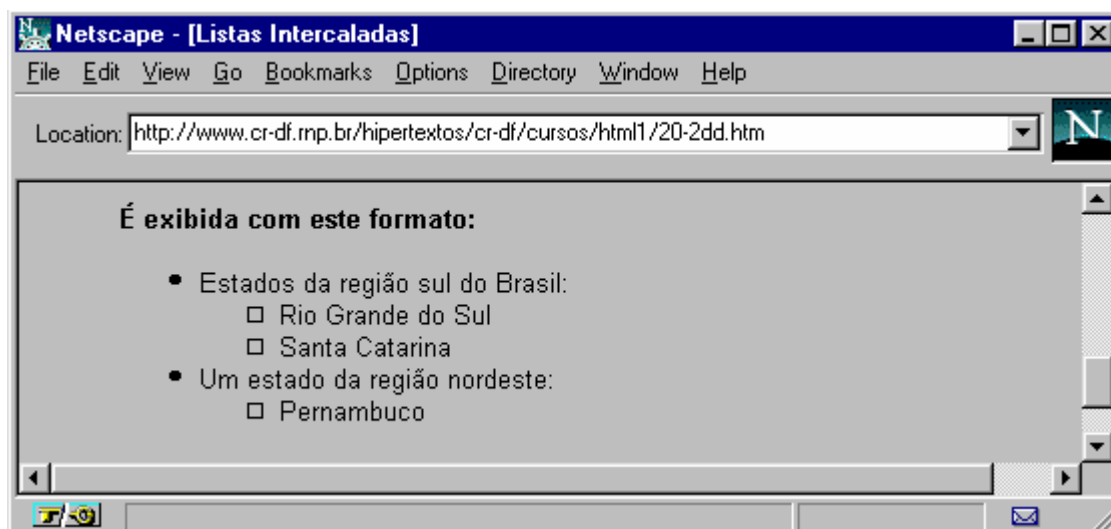 Netscape - [Listas Intercaladas]
File Edit View Go Bookmarks Options Directory Window Help
Location: http://www.cr-df.rnp.br/hipertextos/cr-df/cursos/html1/20-2dd.htm
N
É exibida com este formato:
Estados da região sul do Brasil:
Rio Grande do Sul
Santa Catarina
Um estado da região nordeste:
Pernambuco